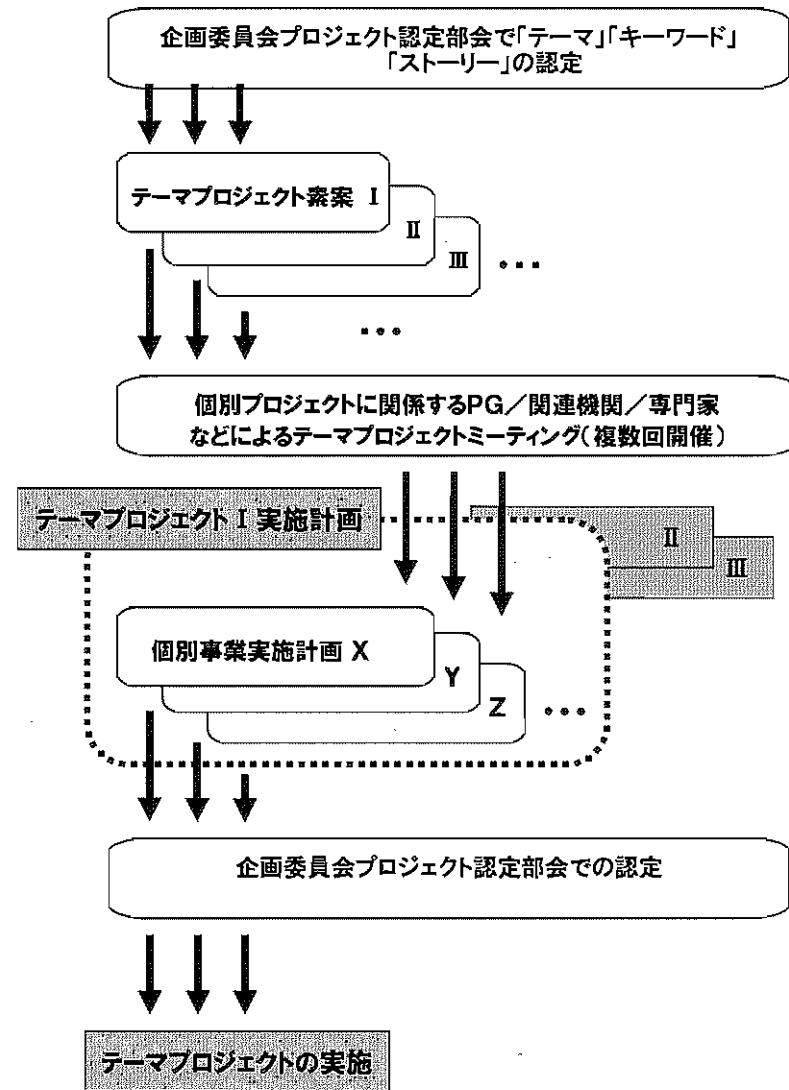 企画委員会プロジェクト認定部会で「テーマ」「キーワード」
「ストーリー」の認定
テーマプロジェクト素案 Ⅰ
Ⅱ
Ⅲ
・・・
・・・
個別プロジェクトに関係するPG／関連機関／専門家
などによるテーマプロジェクトミーティング(複数回開催)
テーマプロジェクト Ⅰ 実施計画
Ⅱ
Ⅲ
個別事業実施計画 X
Y
Z
・・・
企画委員会プロジェクト認定部会での認定
テーマプロジェクトの実施